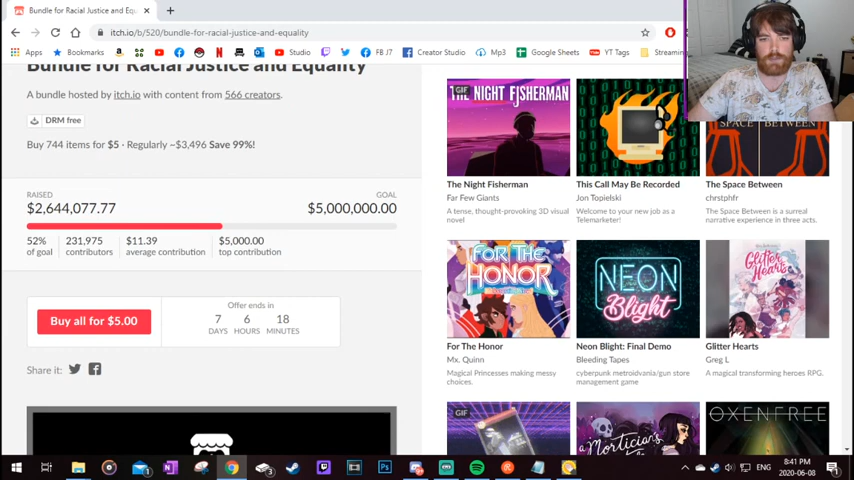 Bundle for Racial Justice and Equality
itch.io/b/520/bundle-for-racial-justice-and-equality
Apps Bookmarks Studio FB J7 Creator Studio Mp3 Google Sheets YT Tags Streaming
Bundle for Racial Justice and Equality
A bundle hosted by itch.io with content from 566 creators.
DRM free
Buy 744 items for $5 · Regularly ~$3,496 Save 99%!
RAISED GOAL
$2,644,077.77 $5,000,000.00
52% 231,975 $11.39 $5,000.00
of goal contributors average contribution top contribution
Buy all for $5.00
Offer ends in
7 6 18
DAYS HOURS MINUTES
Share it:
GIF
THE NIGHT FISHERMAN
SPACE BETWEEN
The Night Fisherman
Far Few Giants
A tense, thought-provoking 3D visual
novel
This Call May Be Recorded
Jon Topielski
Welcome to your new job as a
Telemarketer!
The Space Between
chrstphfr
The Space Between is a surreal
narrative experience in three acts.
FOR THE
HONOR
NEON
Blight
Glitter
Hearts
For The Honor
Mx. Quinn
Magical Princesses making messy
choices.
Neon Blight: Final Demo
Bleeding Tapes
cyberpunk metroidvania/gun store
management game
Glitter Hearts
Greg L
A magical transforming heroes RPG.
GIF
a Mortician's
OXENFREE
ENG
8:41 PM
2020-06-08